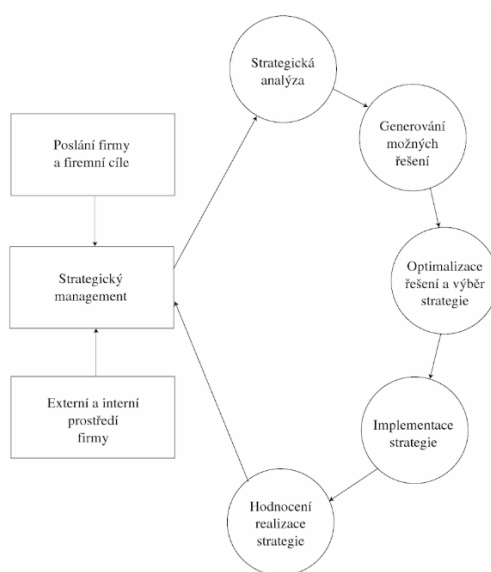 Strategická
analýza
Generování
možných
řešení
Poslání firmy
a firemní cíle
Strategický
management
Optimalizace
řešení a výběr
strategie
Externí a interní
prostředí
firmy
Implementace
strategie
Hodnocení
realizace
strategie